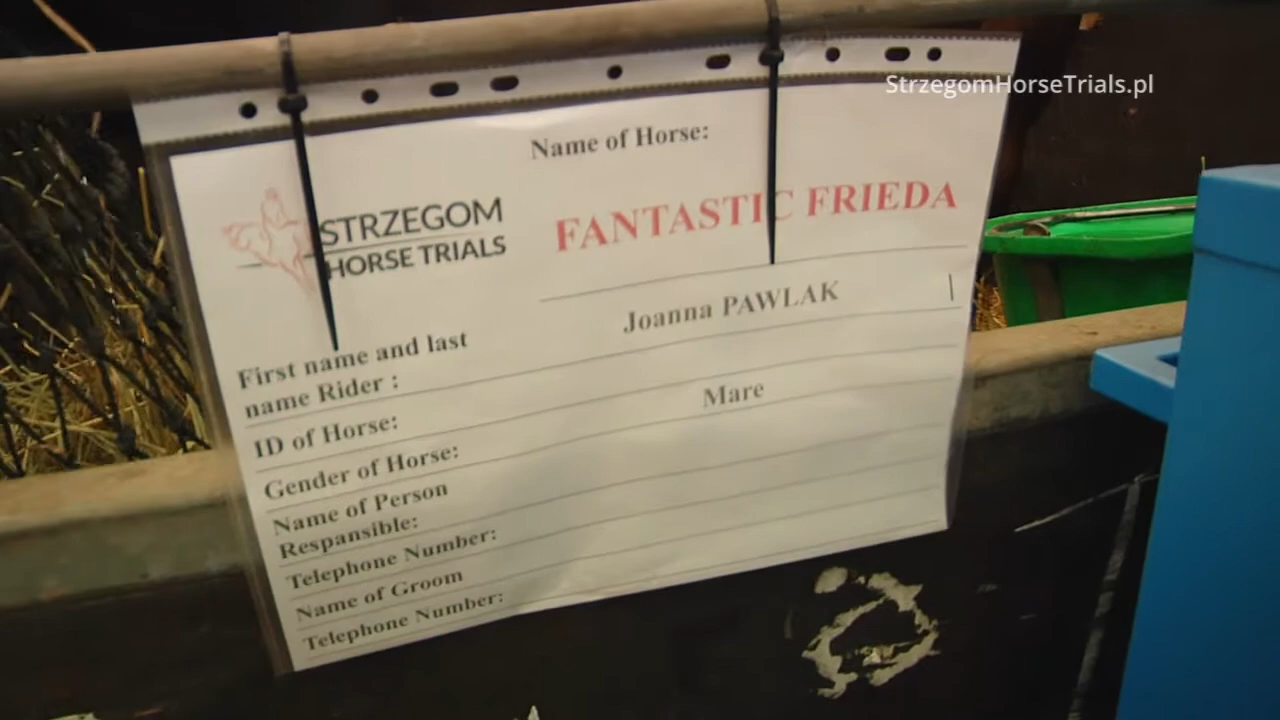 StrzegomHorseTrials.pl
Name of Horse:
STRZEGOM
HORSE TRIALS
FANTASTIC FRIEDA
First name and last
name Rider :
Joanna PAWLAK
ID of Horse:
Gender of Horse:
Mare
Name of Person
Respansible:
Telephone Number:
Name of Groom
Telephone Number: